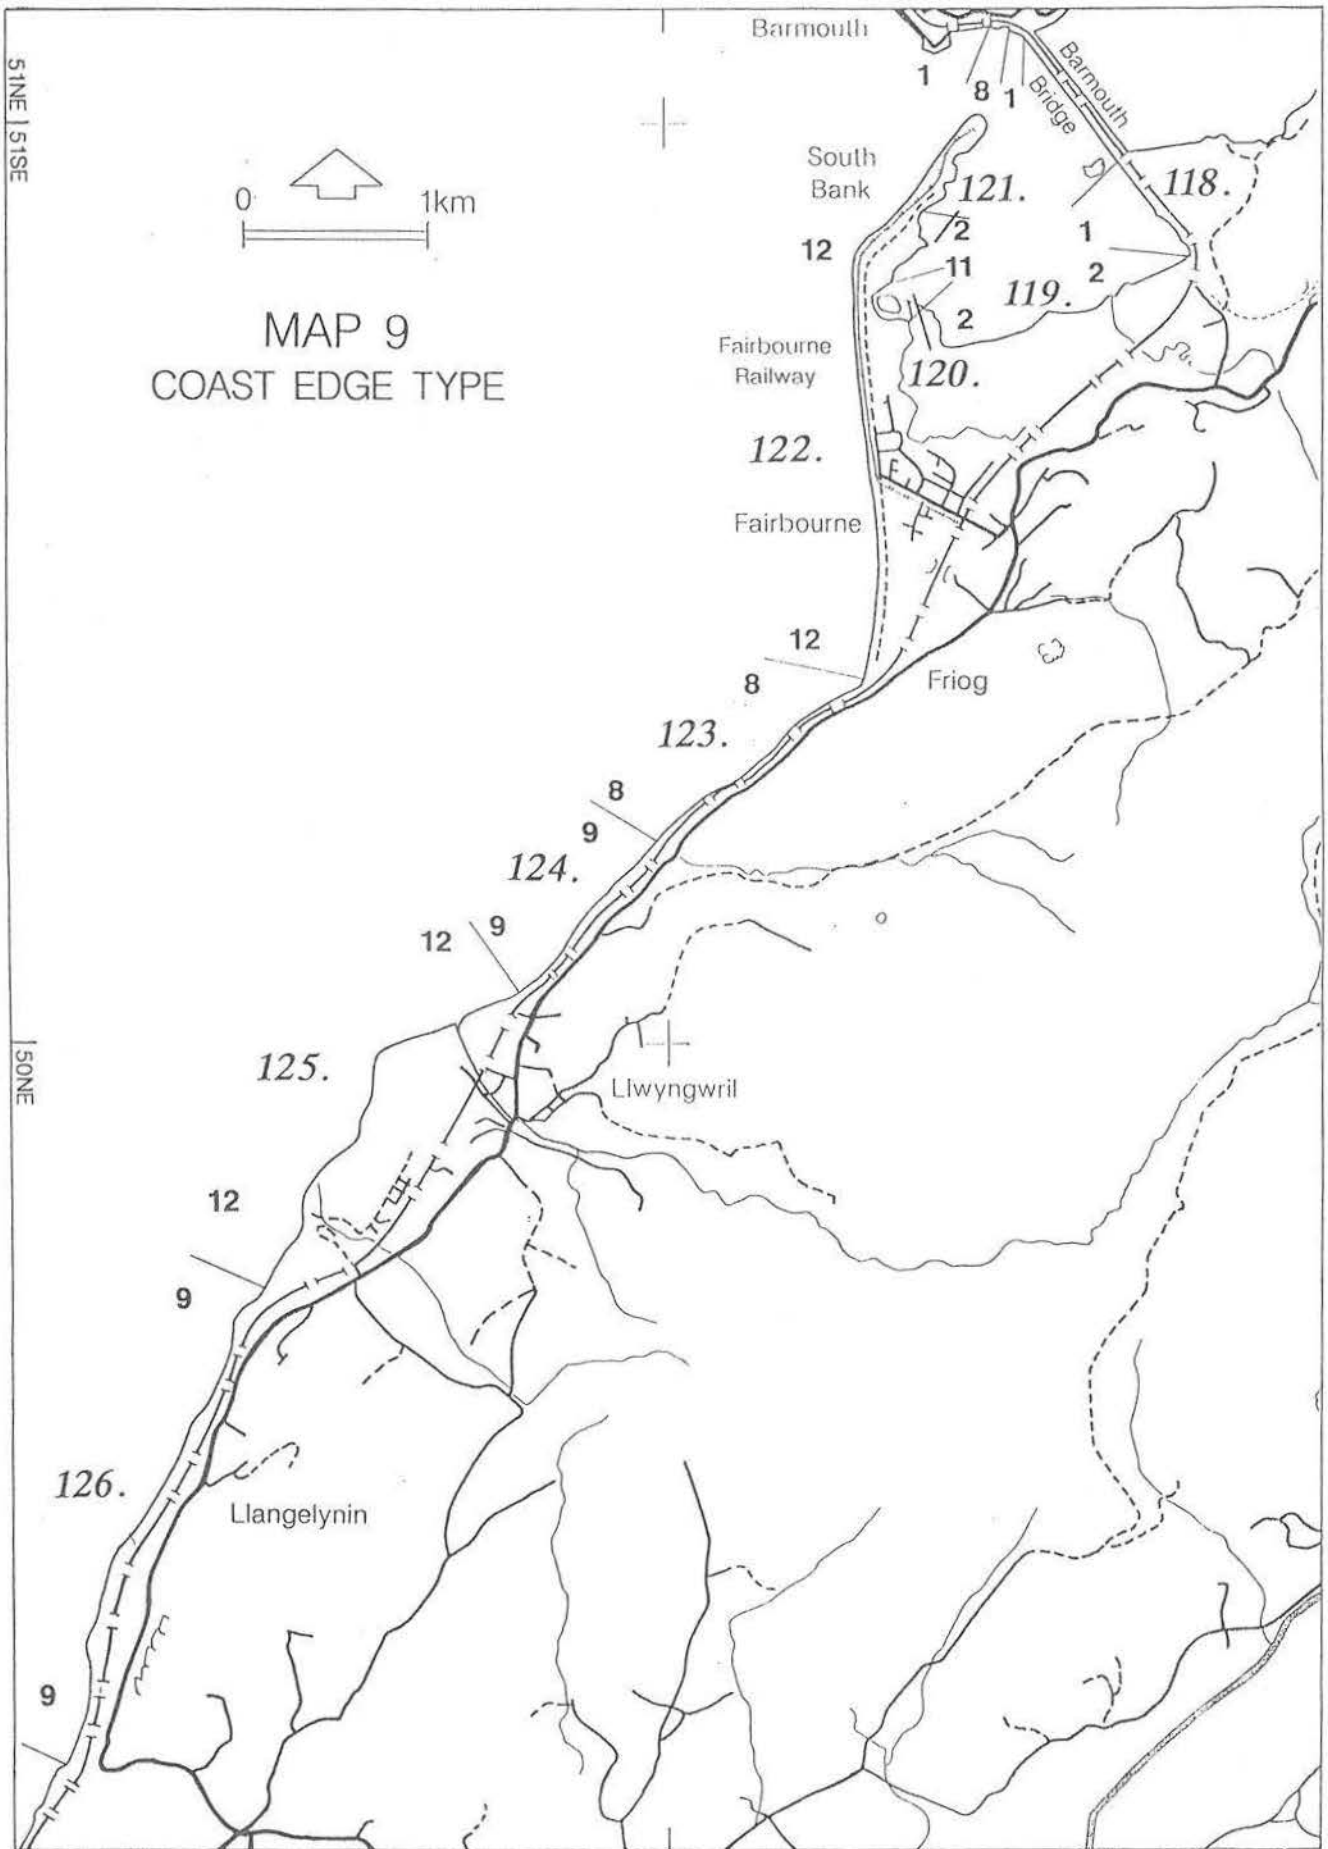 Barmouth
51NE | 51SE
1
8
1
Barmouth
Bridge
South
Bank
121.
118.
0
1km
12
2
1
11
2
119.
2
MAP 9
COAST EDGE TYPE
Fairbourne
Railway
120.
122.
Fairbourne
12
8
Friog
123.
8
9
124.
12
9
50NE
125.
Llwyngwril
12
9
126.
Llangelynin
9